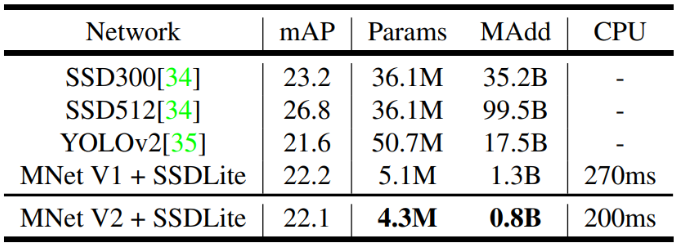 Network mAP Params MAdd CPU
SSD300[34] 23.2 36.1M 35.2B -
SSD512[34] 26.8 36.1M 99.5B -
YOLOv2[35] 21.6 50.7M 17.5B -
MNet V1 + SSDLite 22.2 5.1M 1.3B 270ms
MNet V2 + SSDLite 22.1 4.3M 0.8B 200ms